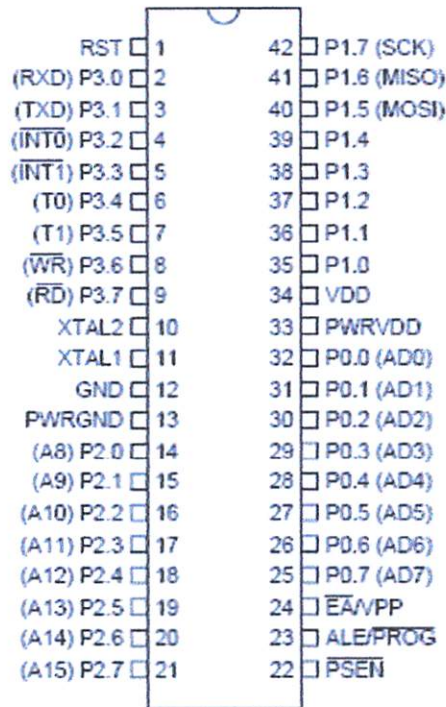 RST 1 42 P1.7 (SCK)
(RXD) P3.0 2 41 P1.6 (MISO)
(TXD) P3.1 3 40 P1.5 (MOSI)
(INT0) P3.2 4 39 P1.4
(INT1) P3.3 5 38 P1.3
(T0) P3.4 6 37 P1.2
(T1) P3.5 7 36 P1.1
(WR) P3.6 8 35 P1.0
(RD) P3.7 9 34 VDD
XTAL2 10 33 PWRVDD
XTAL1 11 32 P0.0 (AD0)
GND 12 31 P0.1 (AD1)
PWRGND 13 30 P0.2 (AD2)
(A8) P2.0 14 29 P0.3 (AD3)
(A9) P2.1 15 28 P0.4 (AD4)
(A10) P2.2 16 27 P0.5 (AD5)
(A11) P2.3 17 26 P0.6 (AD6)
(A12) P2.4 18 25 P0.7 (AD7)
(A13) P2.5 19 24 EA/VPP
(A14) P2.6 20 23 ALE/PROG
(A15) P2.7 21 22 PSEN